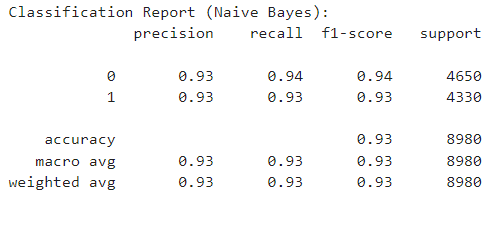 Classification Report (Naive Bayes):
precision recall f1-score support
0 0.93 0.94 0.94 4650
1 0.93 0.93 0.93 4330
accuracy 0.93 8980
macro avg 0.93 0.93 0.93 8980
weighted avg 0.93 0.93 0.93 8980